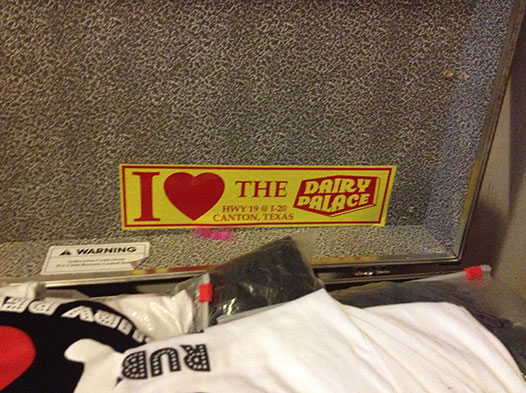 I ♥ THE DAIRY PALACE
HWY 19 @ I-20
CANTON, TEXAS
WARNING
RUB